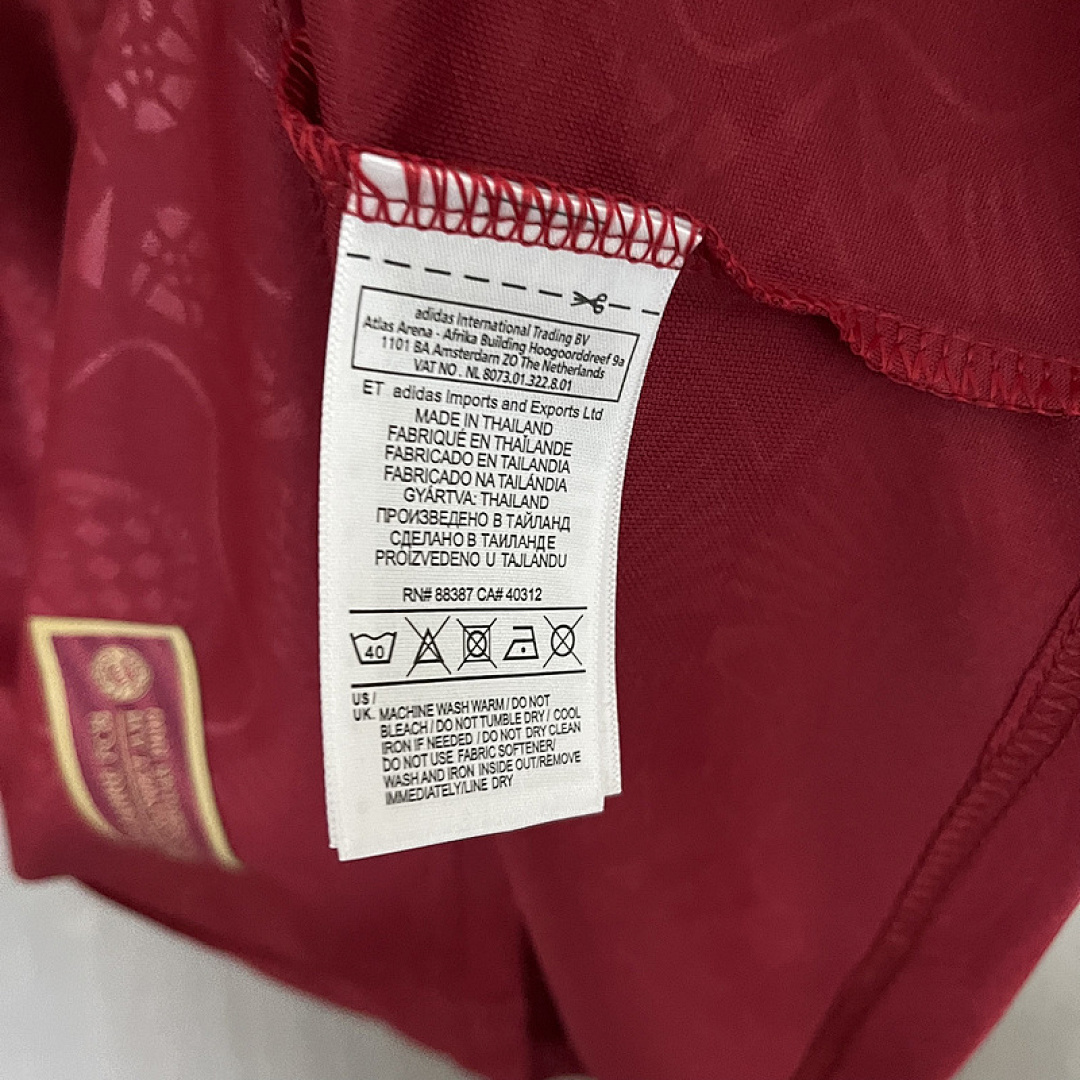 adidas International Trading BV
Atlas Arena - Afrika Building Hoogoorddreef 9a
1101 BA Amsterdam ZO The Netherlands
VAT NO . NL 8073.01.322.8.01
ET adidas Imports and Exports Ltd
MADE IN THAILAND
FABRIQUÉ EN THAÏLANDE
FABRICADO EN TAILANDIA
FABRICADO NA TAILÁNDIA
GYÁRTVA: THAILAND
ПРОИЗВЕДЕНО В ТАЙЛАНД
СДЕЛАНО В ТАИЛАНДЕ
PROIZVEDENO U TAJLANDU
RN# 88387 CA# 40312
40
US /
UK. MACHINE WASH WARM / DO NOT
BLEACH / DO NOT TUMBLE DRY / COOL
IRON IF NEEDED / DO NOT DRY CLEAN
DO NOT USE FABRIC SOFTENER/
WASH AND IRON INSIDE OUT/REMOVE
IMMEDIATELY/LINE DRY